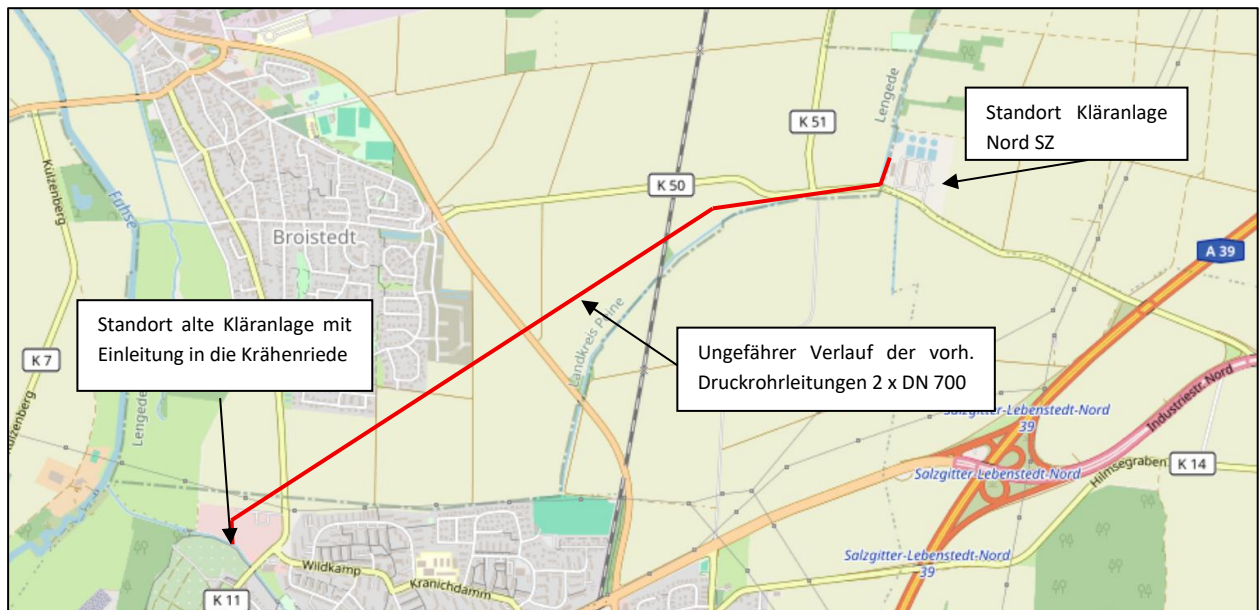 Standort Kläranlage
Nord SZ
Lengede
K 51
K 50
Külzenberg
Fuhse
Broistedt
A 39
Standort alte Kläranlage mit
Einleitung in die Krähenriede
Landkreis Peine
Ungefährer Verlauf der vorh.
Druckrohrleitungen 2 x DN 700
K 7
Külzenberg
Lengede
Salzgitter-Lebenstedt-Nord
39
Industriestr. Nord
Salzgitter-Lebenstedt-Nord
Hilmsegraben
K 14
Salzgitter-Lebenstedt-Nord
39
Wildkamp
Kranichdamm
K 11